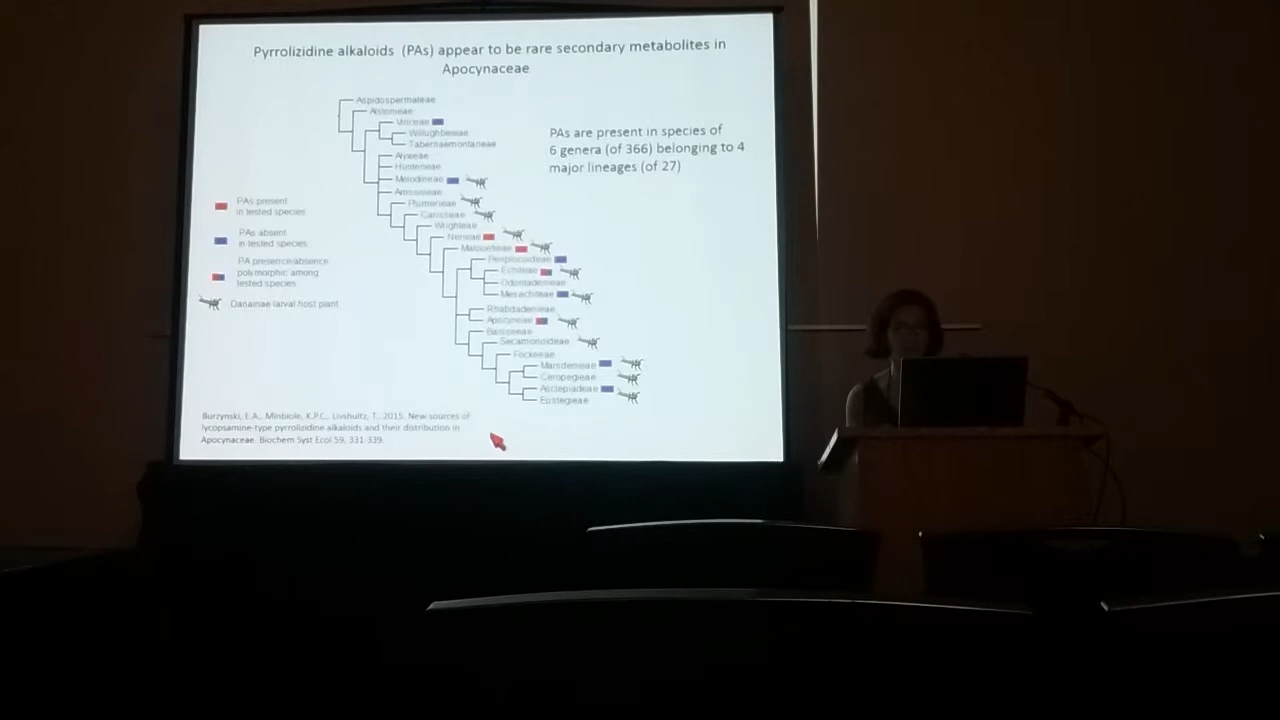 Pyrrolizidine alkaloids (PAs) appear to be rare secondary metabolites in
Apocynaceae
Aspidospermateae
Alstonieae
Vinceae
Willughbeieae
Tabernaemontaneae
Alyxieae
Hunterieae
Melodineae
Amsonieae
Plumerieae
Carisseae
Wrightieae
Nerieae
Malouetieae
Periplocoideae
Echiteae
Odontadenieae
Mesechiteae
Rhabdadenieae
Apocyneae
Baisseeae
Secamonoideae
Fockeeae
Marsdenieae
Ceropegieae
Asclepiadeae
Eustegieae
PAs are present in species of
6 genera (of 366) belonging to 4
major lineages (of 27)
PAs present
in tested species
PAs absent
in tested species
PA presence/absence
polymorphic among
tested species
Danainae larval host plant
Burzynski, E.A., Minbiole, K.P.C., Livshultz, T., 2015. New sources of
lycopsamine-type pyrrolizidine alkaloids and their distribution in
Apocynaceae. Biochem Syst Ecol 59, 331-339.